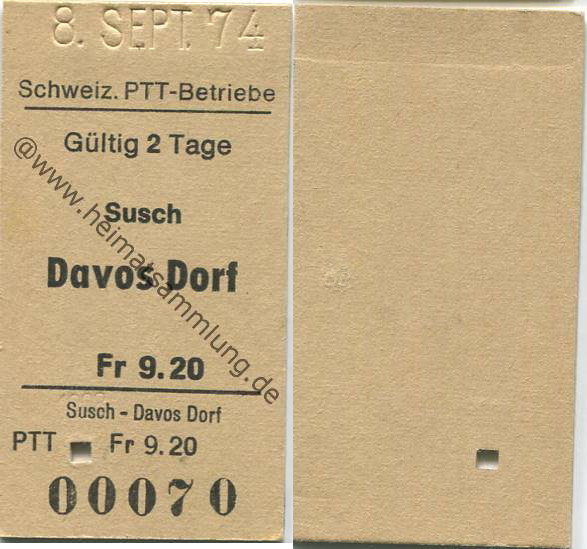 8. SEPT. 74
Schweiz. PTT-Betriebe
Gültig 2 Tage
Susch
Davos Dorf
Fr 9.20
Susch - Davos Dorf
PTT Fr 9.20
00070
@www.heimatsammlung.de